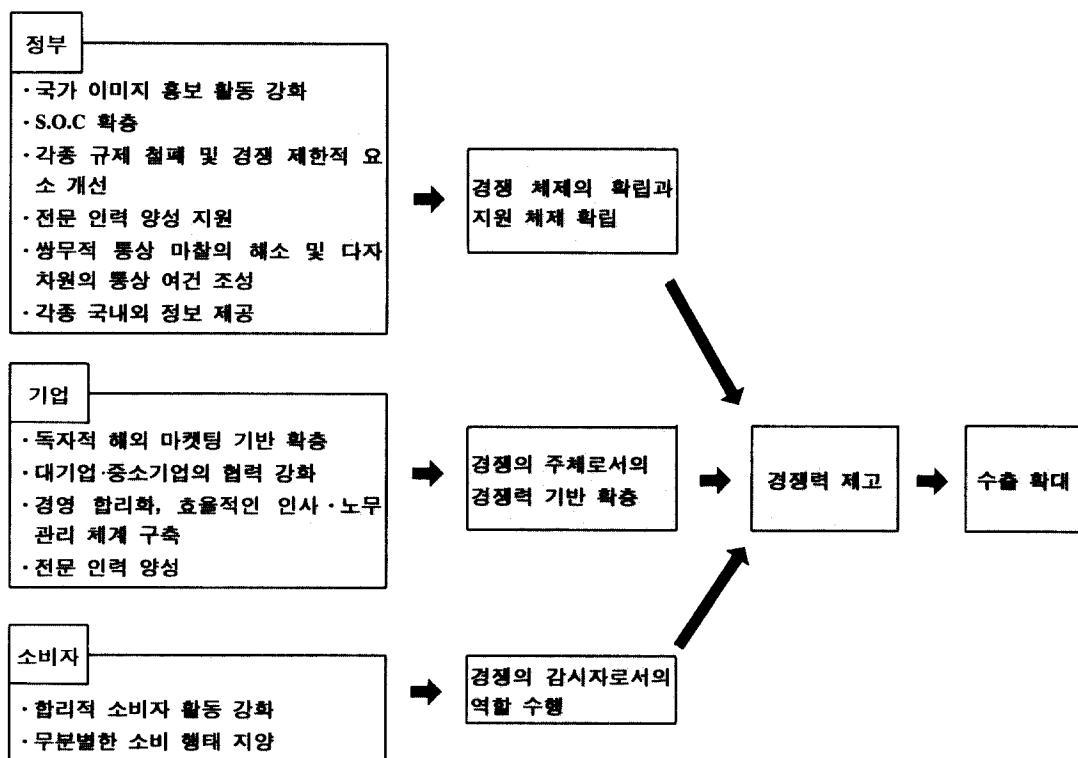 정부
· 국가 이미지 홍보 활동 강화
· S.O.C 확충
· 각종 규제 철폐 및 경쟁 제한적 요
소 개선
· 전문 인력 양성 지원
· 쌍무적 통상 마찰의 해소 및 다자
차원의 통상 여건 조성
· 각종 국내외 정보 제공
경쟁 체제의 확립과
지원 체제 확립
기업
· 독자적 해외 마켓팅 기반 확충
· 대기업·중소기업의 협력 강화
· 경영 합리화, 효율적인 인사·노무
관리 체계 구축
· 전문 인력 양성
경쟁의 주체로서의
경쟁력 기반 확충
경쟁력 제고
수출 확대
소비자
· 합리적 소비자 활동 강화
· 무분별한 소비 행태 지양
경쟁의 감시자로서의
역할 수행